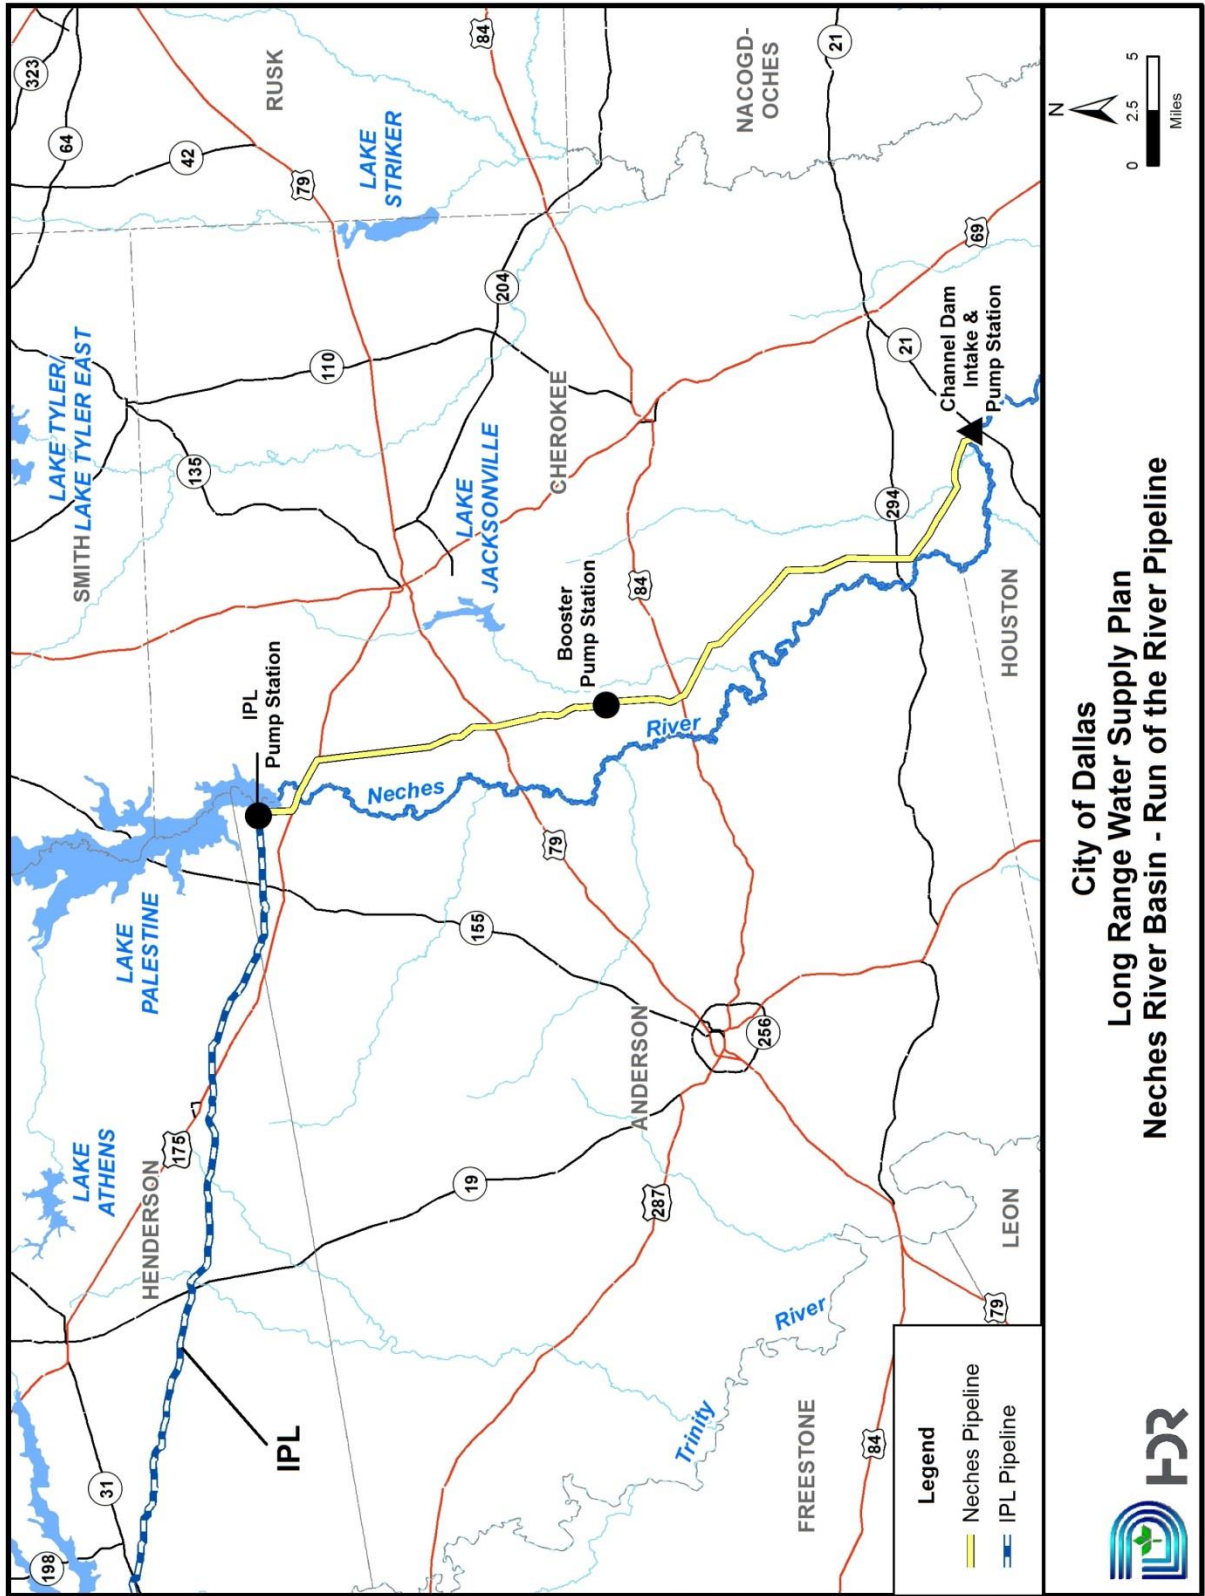 323
64
42
RUSK
84
21
79
LAKE
STRIKER
NACOGD-
OCHES
LAKE TYLER/
LAKE TYLER EAST
SMITH
110
204
69
135
CHEROKEE
21
Channel Dam
Intake &
Pump Station
LAKE
JACKSONVILLE
294
84
Booster
Pump Station
HOUSTON
IPL
Pump Station
Neches
River
79
LAKE
PALESTINE
155
ANDERSON
256
LAKE
ATHENS
175
HENDERSON
19
287
LEON
River
79
Trinity
IPL
31
198
FREESTONE
84
Legend
Neches Pipeline
IPL Pipeline
N
0 2.5 5
Miles
City of Dallas
Long Range Water Supply Plan
Neches River Basin - Run of the River Pipeline
HDR